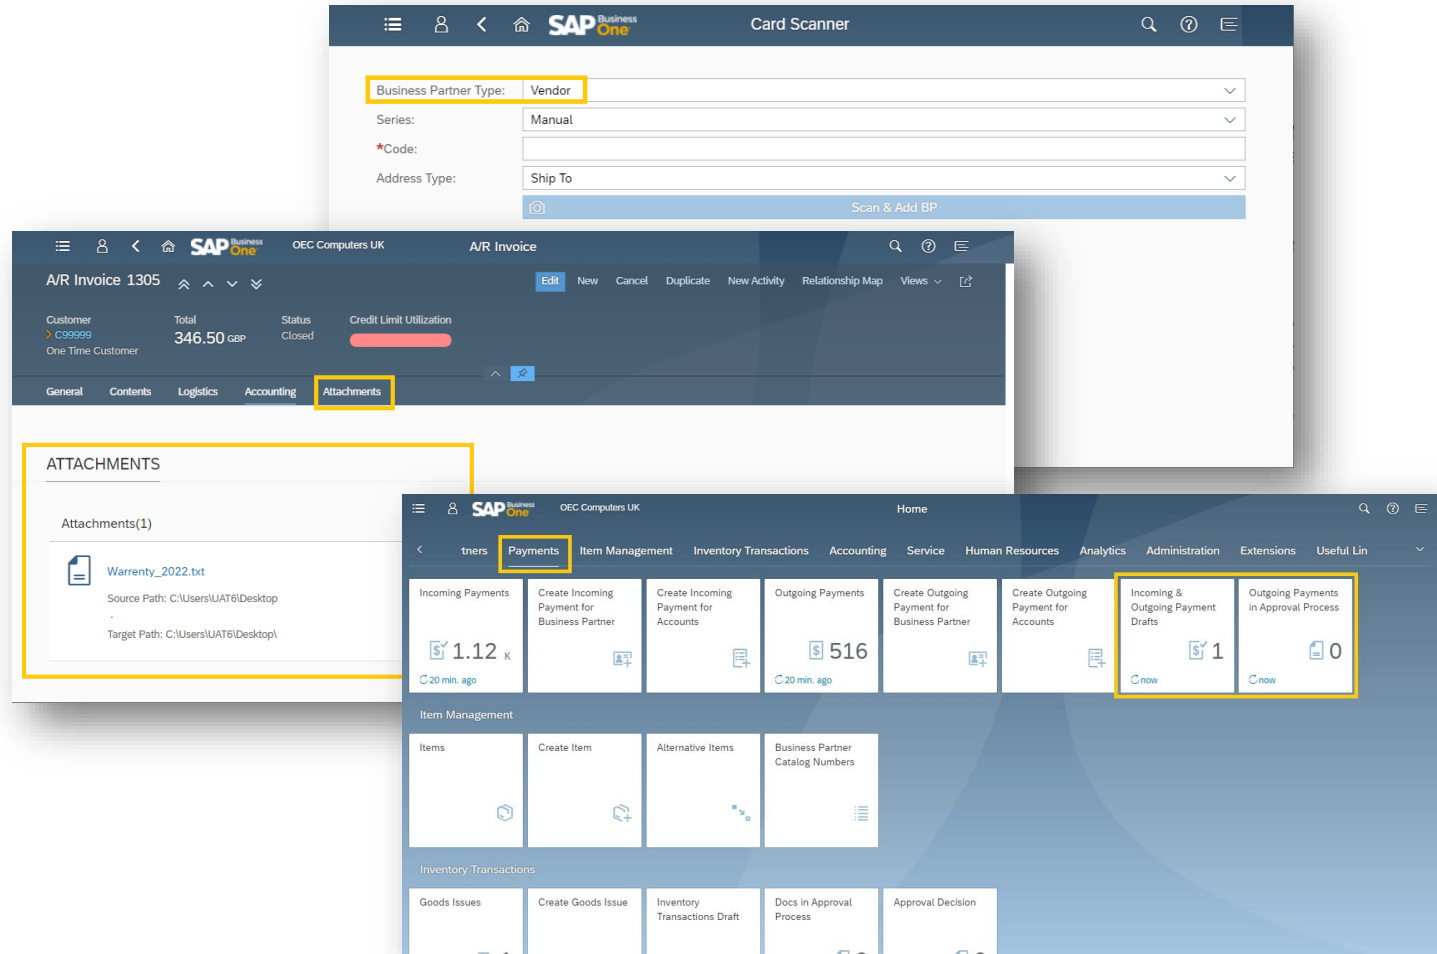 SAP Business One
Card Scanner
Business Partner Type: Vendor
Series: Manual
*Code:
Address Type: Ship To
Scan & Add BP
SAP Business One OEC Computers UK A/R Invoice
A/R Invoice 1305
Edit New Cancel Duplicate New Activity Relationship Map Views
Customer Total Status Credit Limit Utilization
C99999 346.50 GBP Closed
One Time Customer
General Contents Logistics Accounting Attachments
ATTACHMENTS
Attachments(1)
Warrenty_2022.txt
Source Path: C:\Users\UAT6\Desktop
.
Target Path: C:\Users\UAT6\Desktop\
SAP Business One OEC Computers UK Home
tners Payments Item Management Inventory Transactions Accounting Service Human Resources Analytics Administration Extensions Useful Lin
Incoming Payments
1.12 K
20 min. ago
Create Incoming
Payment for
Business Partner
Create Incoming
Payment for
Accounts
Outgoing Payments
516
20 min. ago
Create Outgoing
Payment for
Business Partner
Create Outgoing
Payment for
Accounts
Incoming &
Outgoing Payment
Drafts
1
now
Outgoing Payments
in Approval Process
0
now
Item Management
Items
Create Item
Alternative Items
Business Partner
Catalog Numbers
Inventory Transactions
Goods Issues
Create Goods Issue
Inventory
Transactions Draft
Docs in Approval
Process
Approval Decision